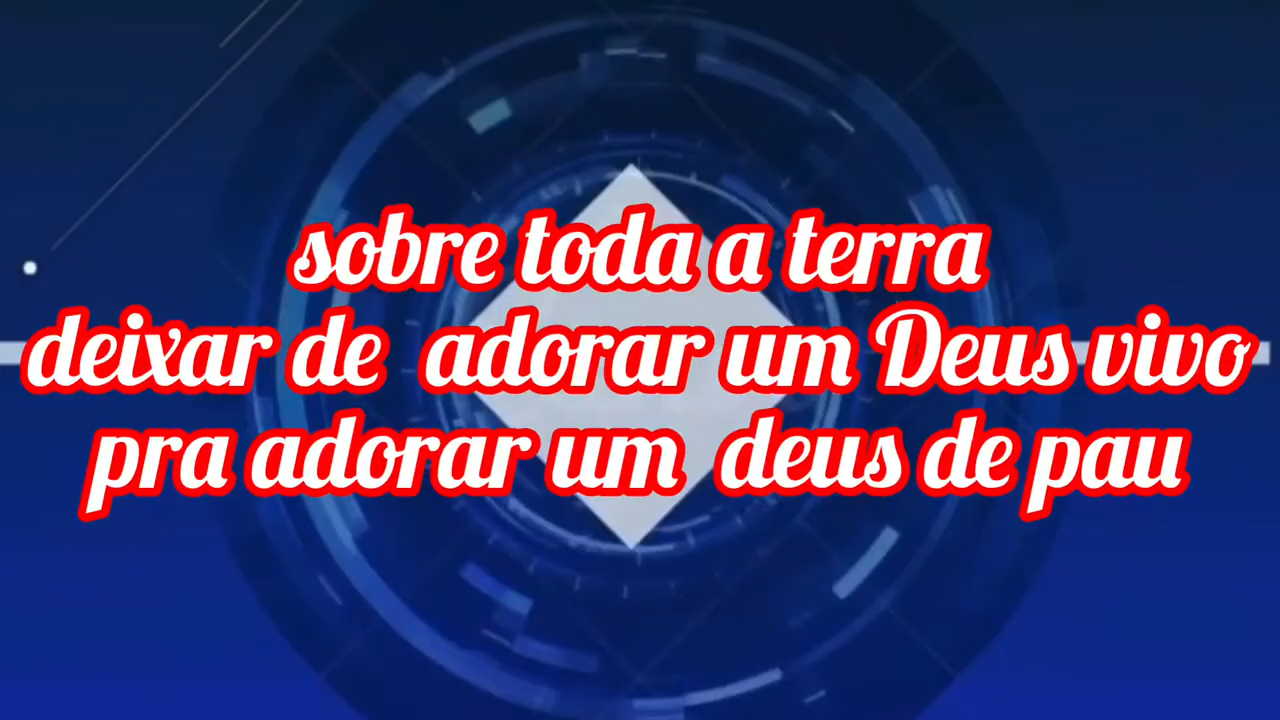 sobre toda a terra
deixar de adorar um Deus vivo
pra adorar um deus de pau